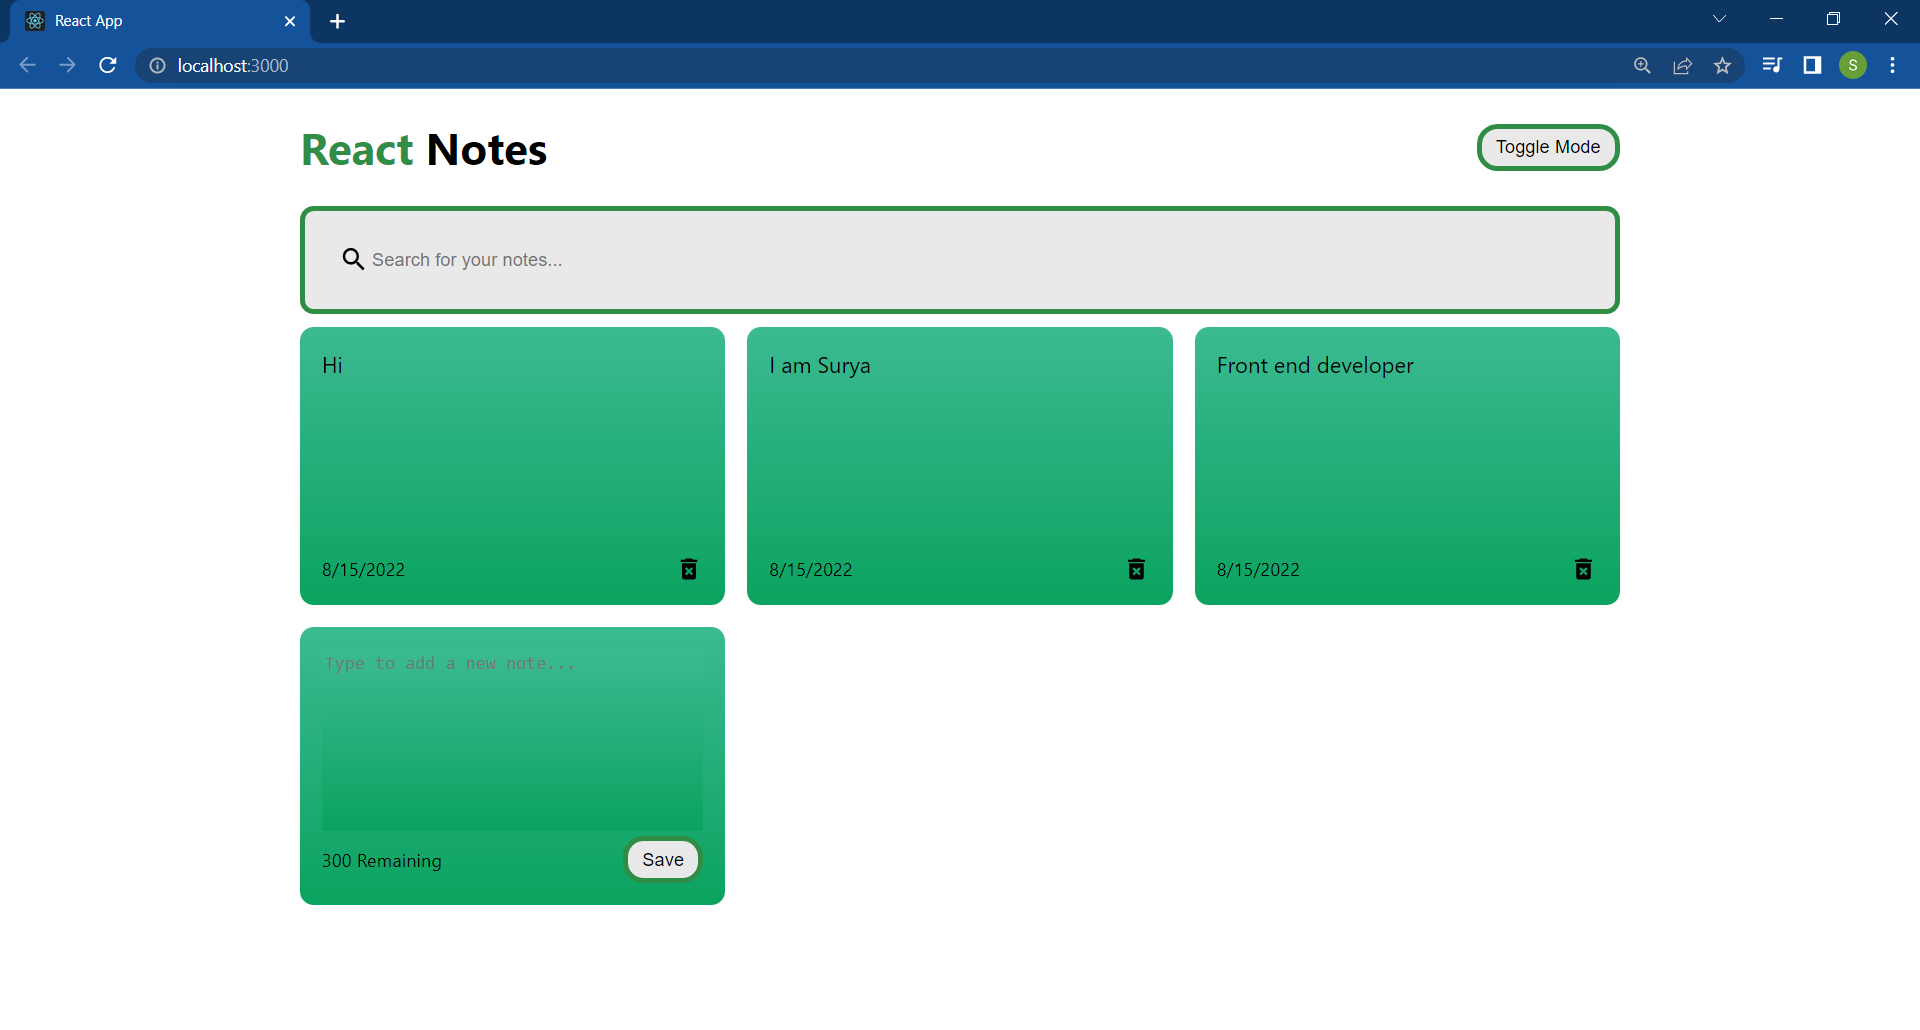 React App
localhost:3000
S
React Notes
Toggle Mode
Search for your notes...
Hi
I am Surya
Front end developer
8/15/2022
8/15/2022
8/15/2022
Type to add a new note...
300 Remaining
Save